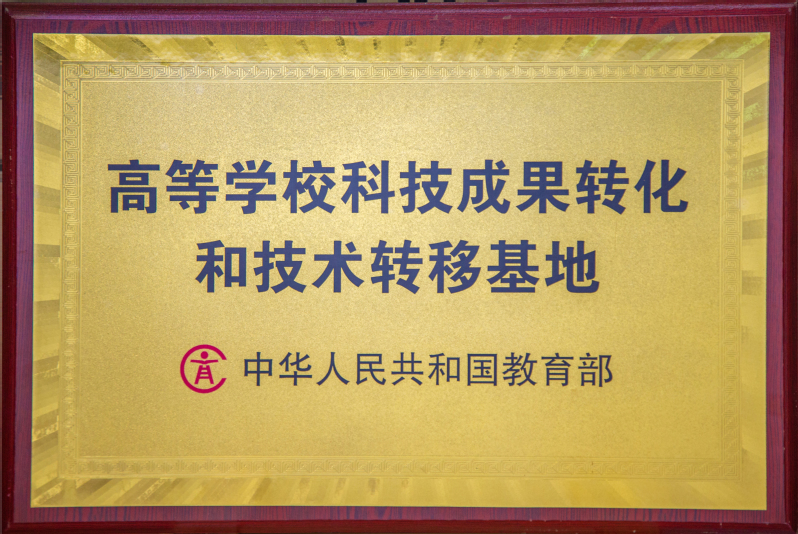 高等学校科技成果转化
和技术转移基地
中华人民共和国教育部